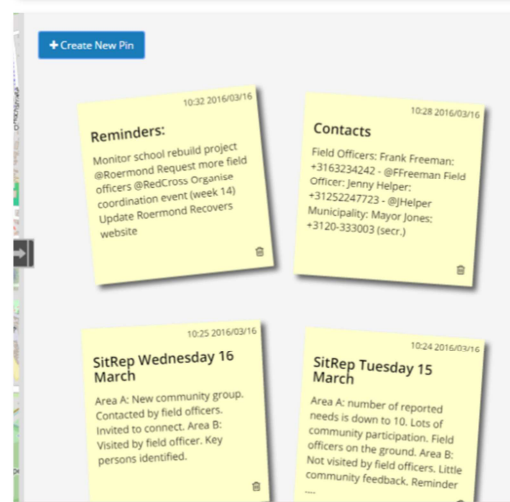 + Create New Pin
10:32 2016/03/16
Reminders:
Monitor school rebuild project
@Roermond Request more field
officers @RedCross Organise
coordination event (week 14)
Update Roermond Recovers
website
10:28 2016/03/16
Contacts
Field Officers: Frank Freeman:
+3163234242 - @FFreeman Field
Officer: Jenny Helper:
+31252247723 - @JHelper
Municipality: Mayor Jones:
+3120-333003 (secr.)
10:25 2016/03/16
SitRep Wednesday 16
March
Area A: New community group.
Contacted by field officers.
Invited to connect. Area B:
Visited by field officer. Key
persons identified.
10:24 2016/03/16
SitRep Tuesday 15
March
Area A: number of reported
needs is down to 10. Lots of
community participation. Field
officers on the ground. Area B:
Not visited by field officers. Little
community feedback. Reminder
....